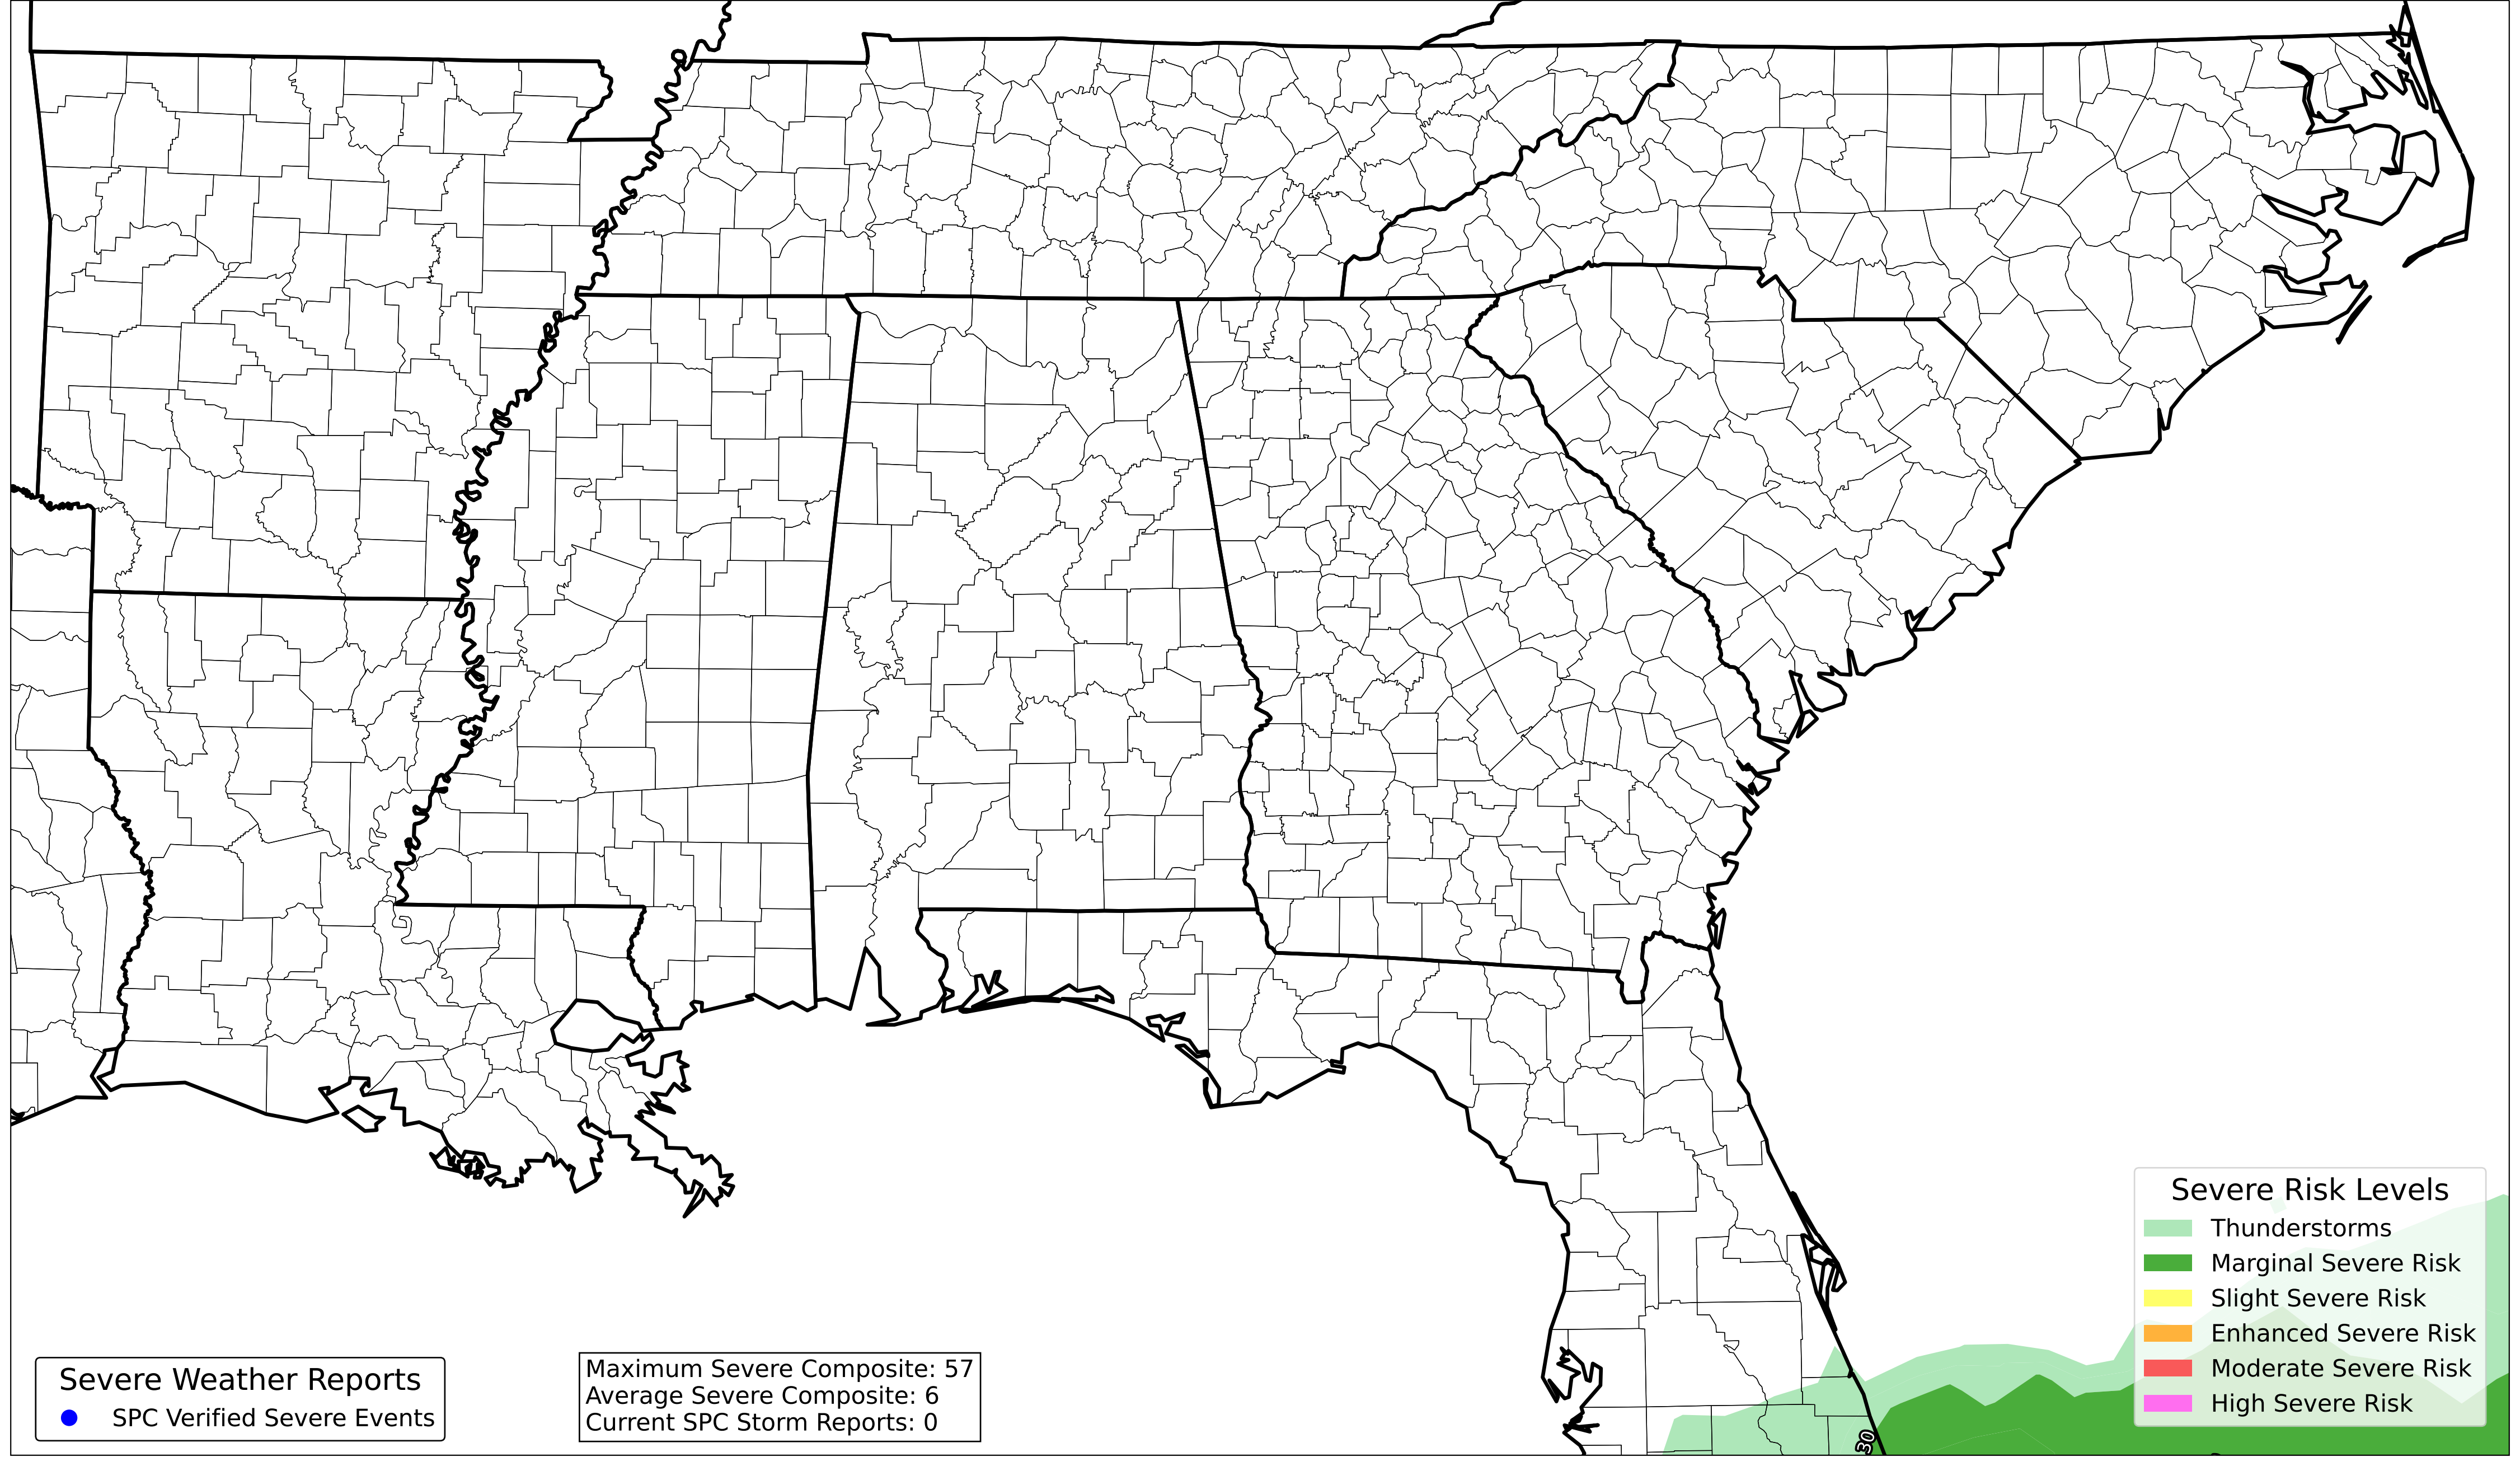 Severe Risk Levels
Thunderstorms
Marginal Severe Risk
Slight Severe Risk
Enhanced Severe Risk
Moderate Severe Risk
High Severe Risk
Severe Weather Reports
SPC Verified Severe Events
Maximum Severe Composite: 57
Average Severe Composite: 6
Current SPC Storm Reports: 0
30